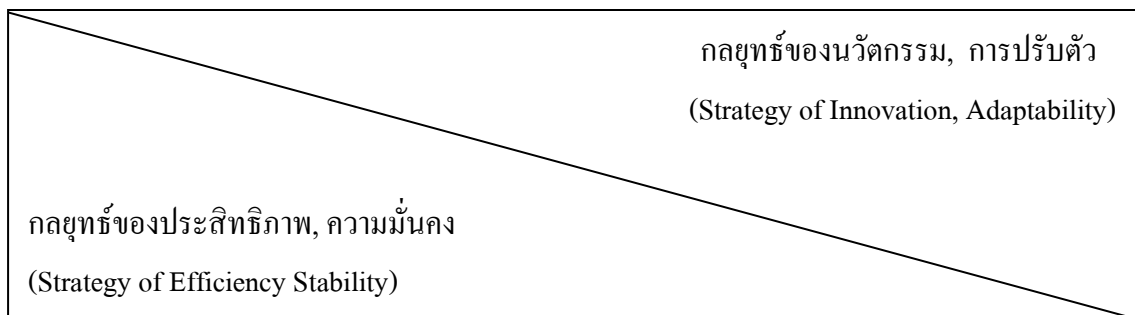 กลยุทธ์ของนวัตกรรม, การปรับตัว
(Strategy of Innovation, Adaptability)
กลยุทธ์ของประสิทธิภาพ, ความมั่นคง
(Strategy of Efficiency Stability)